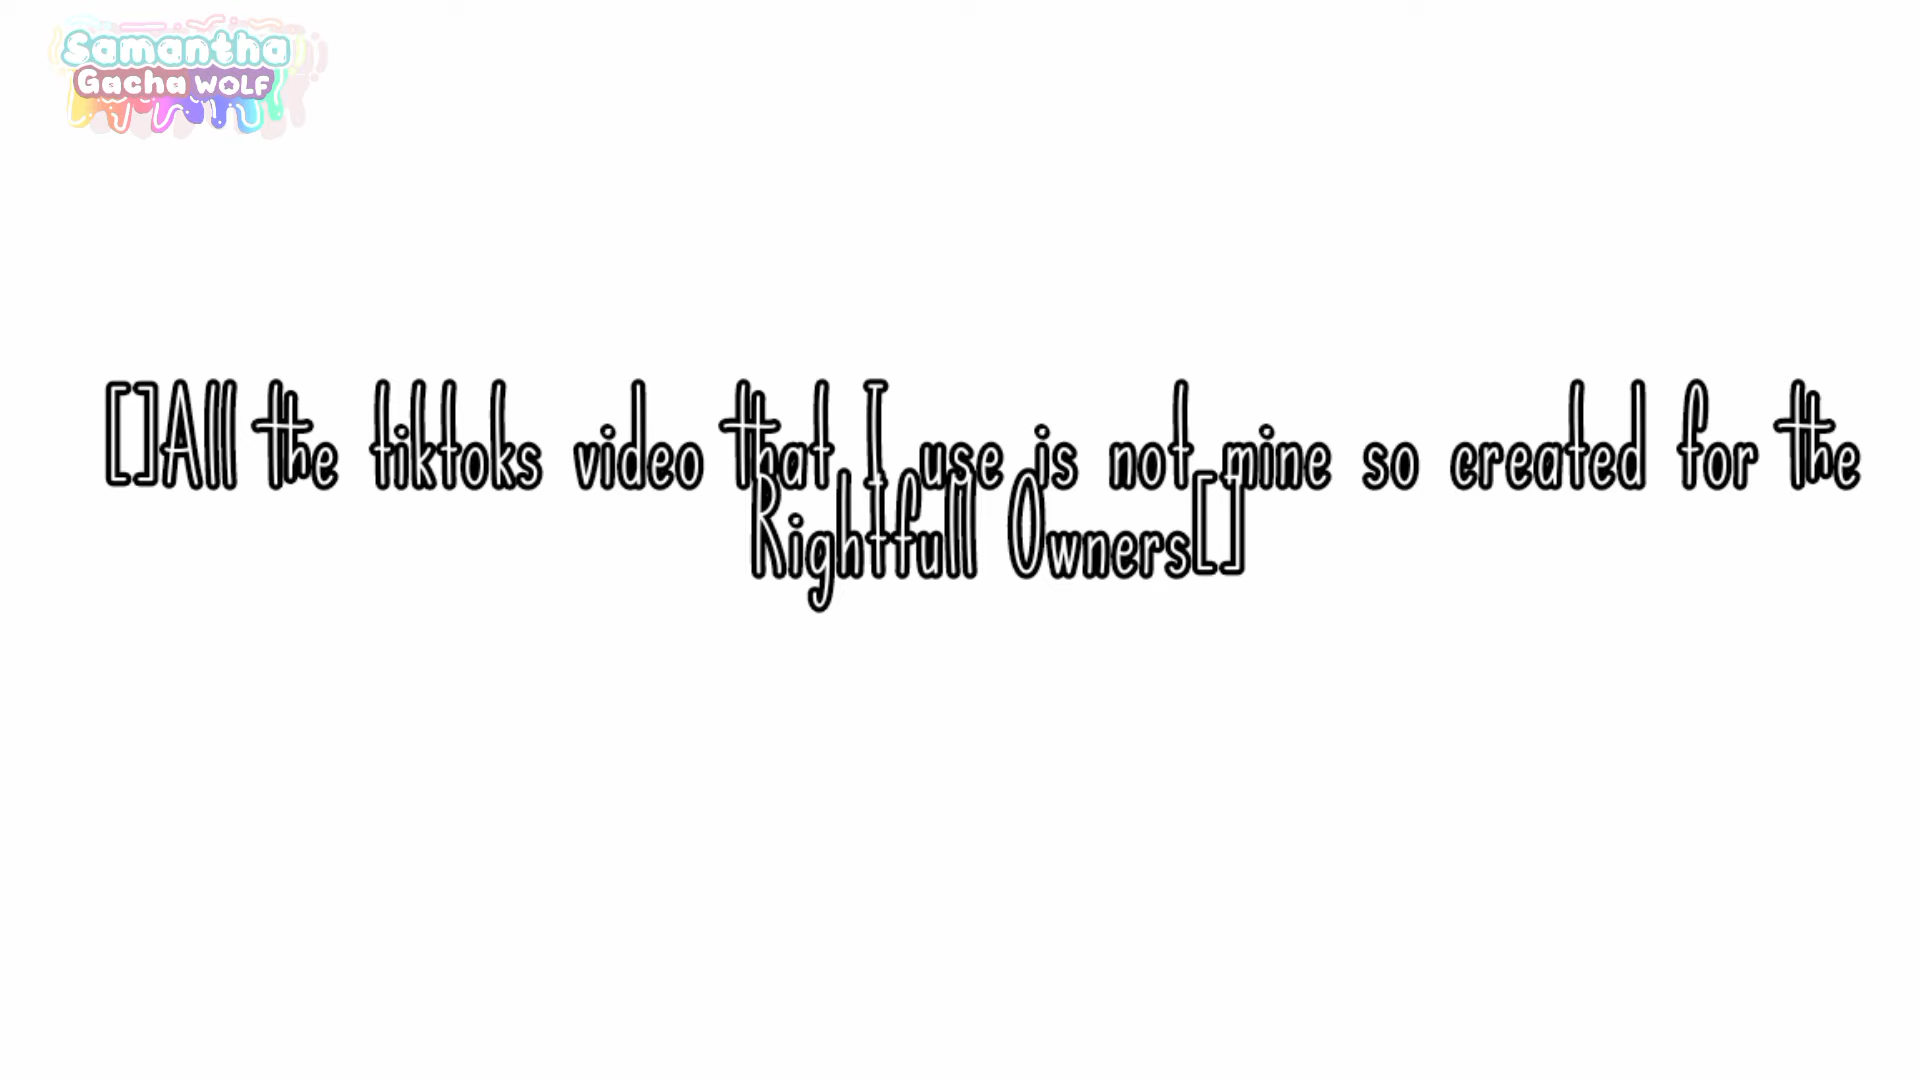 Samantha
Gacha WOLF
[]All the tiktoks video that I use is not mine so created for the
Rightfull Owners[]